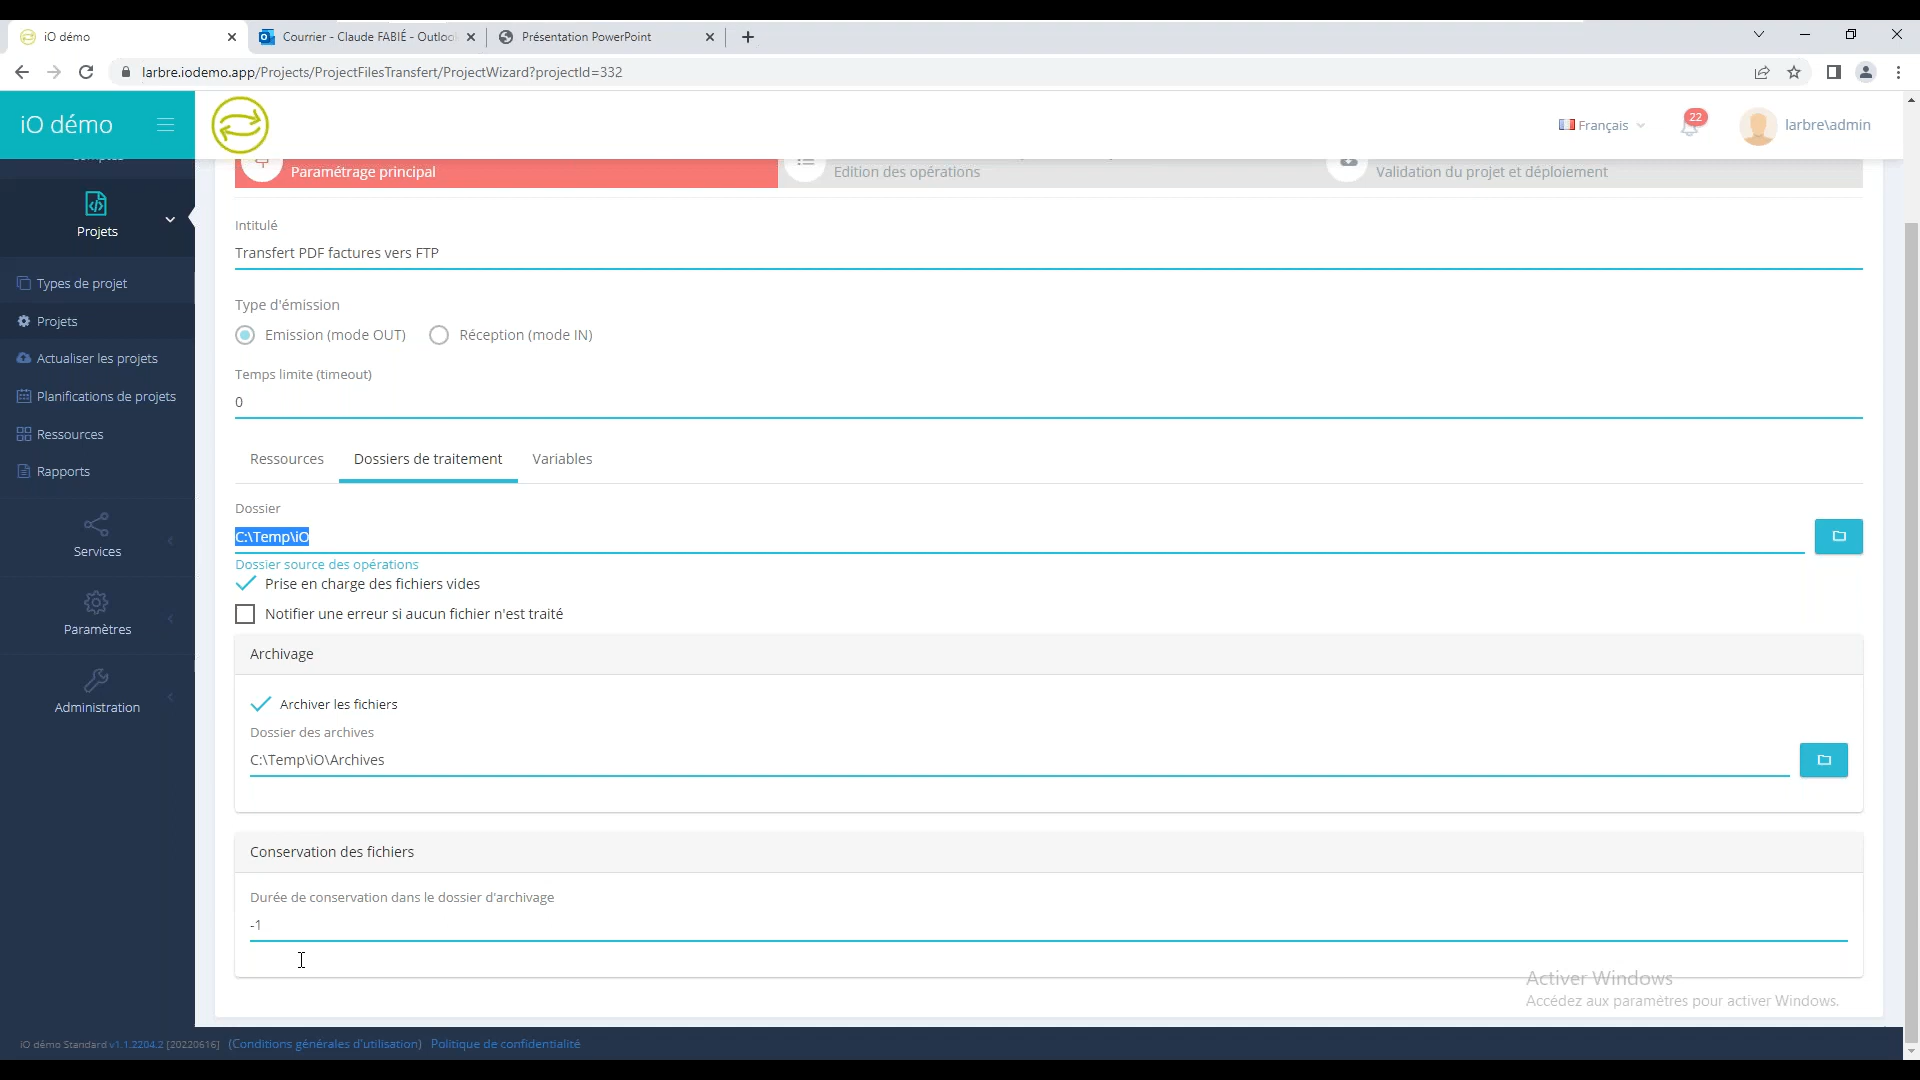 iO démo
Courrier - Claude FABIÉ - Outloo
Présentation PowerPoint
larbre.iodemo.app/Projects/ProjectFilesTransfert/ProjectWizard?projectId=332
iO démo
Français
22
larbre\admin
Paramétrage principal
Edition des opérations
Validation du projet et déploiement
Projets
Types de projet
Projets
Actualiser les projets
Planifications de projets
Ressources
Rapports
Services
Paramètres
Administration
Intitulé
Transfert PDF factures vers FTP
Type d'émission
Emission (mode OUT)
Réception (mode IN)
Temps limite (timeout)
0
Ressources
Dossiers de traitement
Variables
Dossier
C:\Temp\iO
Dossier source des opérations
Prise en charge des fichiers vides
Notifier une erreur si aucun fichier n'est traité
Archivage
Archiver les fichiers
Dossier des archives
C:\Temp\iO\Archives
Conservation des fichiers
Durée de conservation dans le dossier d'archivage
-1
Activer Windows
Accédez aux paramètres pour activer Windows.
iO démo Standard v1.1.2204.2 [20220616] (Conditions générales d'utilisation) Politique de confidentialité